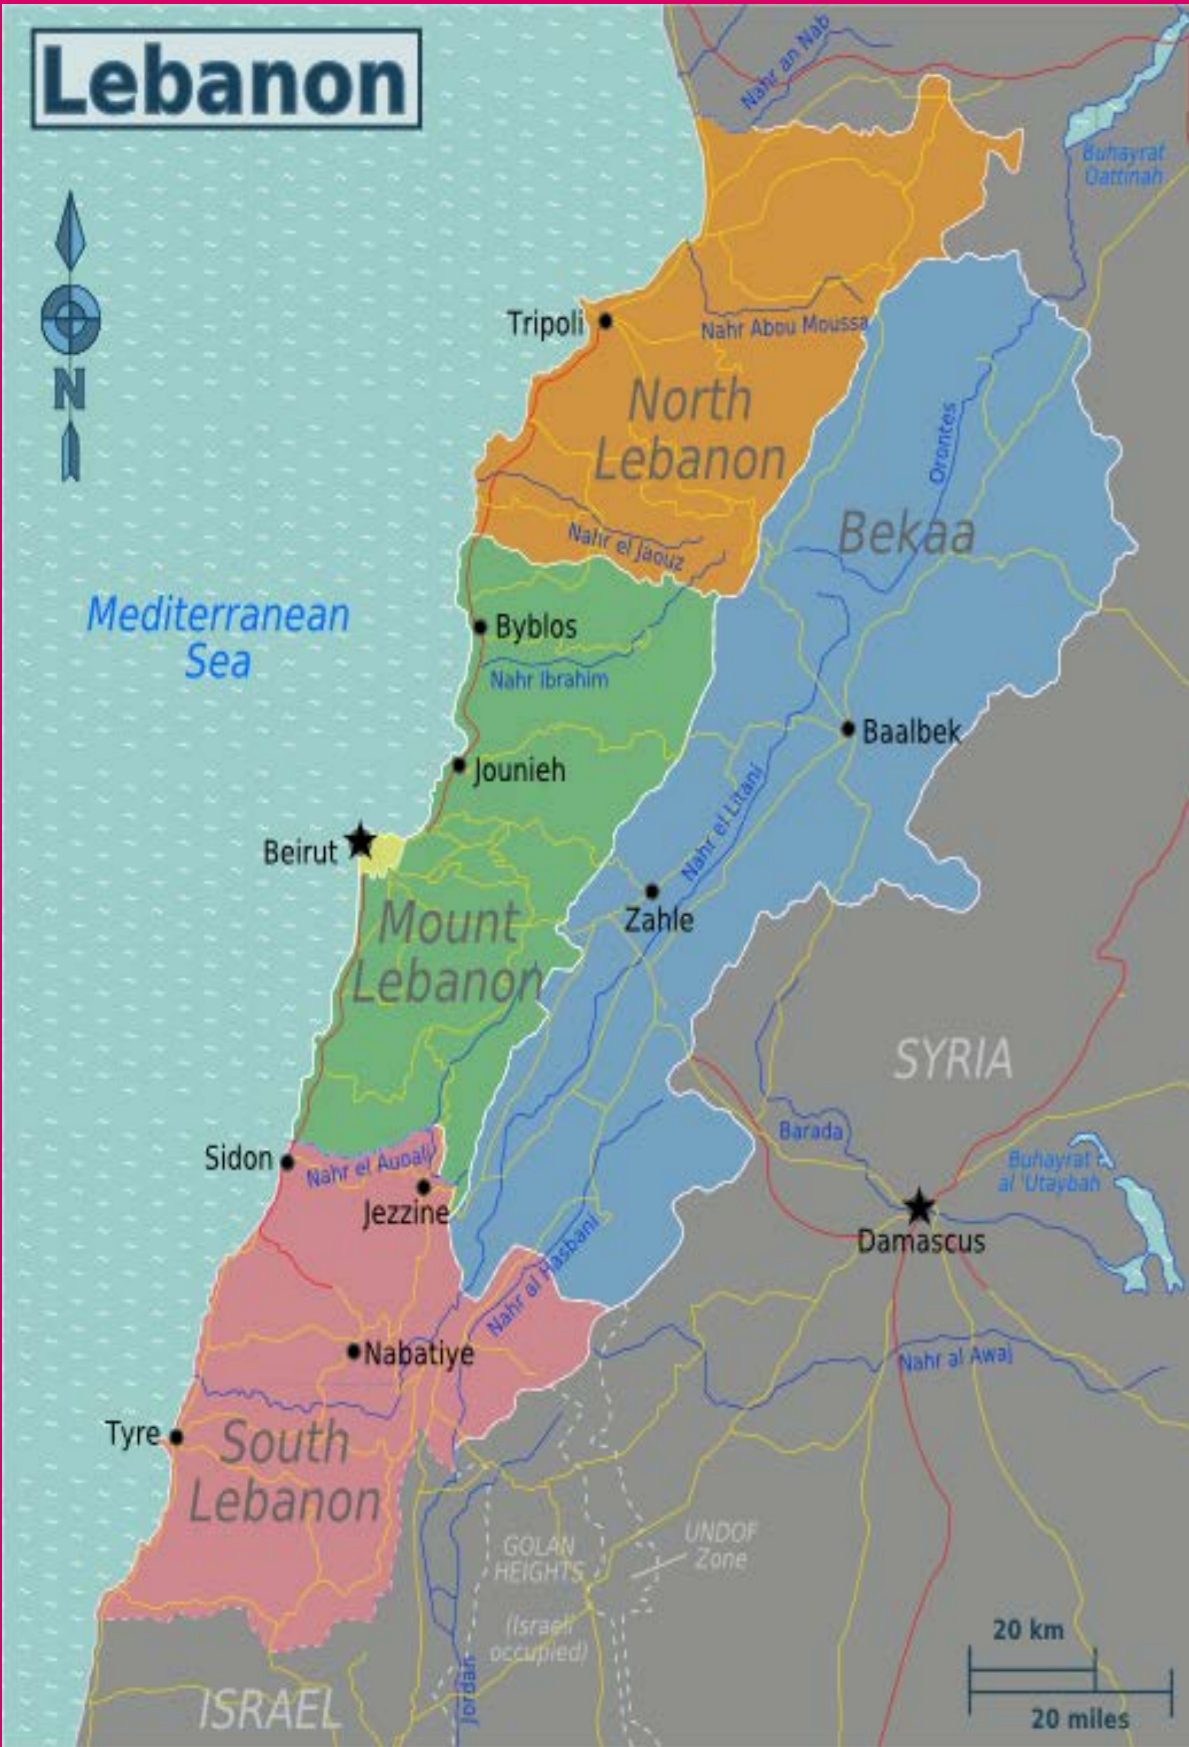 Lebanon
Nahr an Nab
Buhayrat
Qattinah
N
Tripoli
Nahr Abou Moussa
North
Lebanon
Orontes
Bekaa
Nahr el Jaouz
Mediterranean
Sea
Byblos
Nahr Ibrahim
Baalbek
Jounieh
Nahr el Litani
Beirut
Zahle
Mount
Lebanon
SYRIA
Barada
Sidon
Nahr el Auoali
Buhayrat
al 'Utaybah
Jezzine
Damascus
Nahr al Hasbani
Nabatiye
Nahr al Awaj
Tyre
South
Lebanon
GOLAN
HEIGHTS
(Israeli
occupied)
UNDOF
Zone
Jordan
ISRAEL
20 km
20 miles